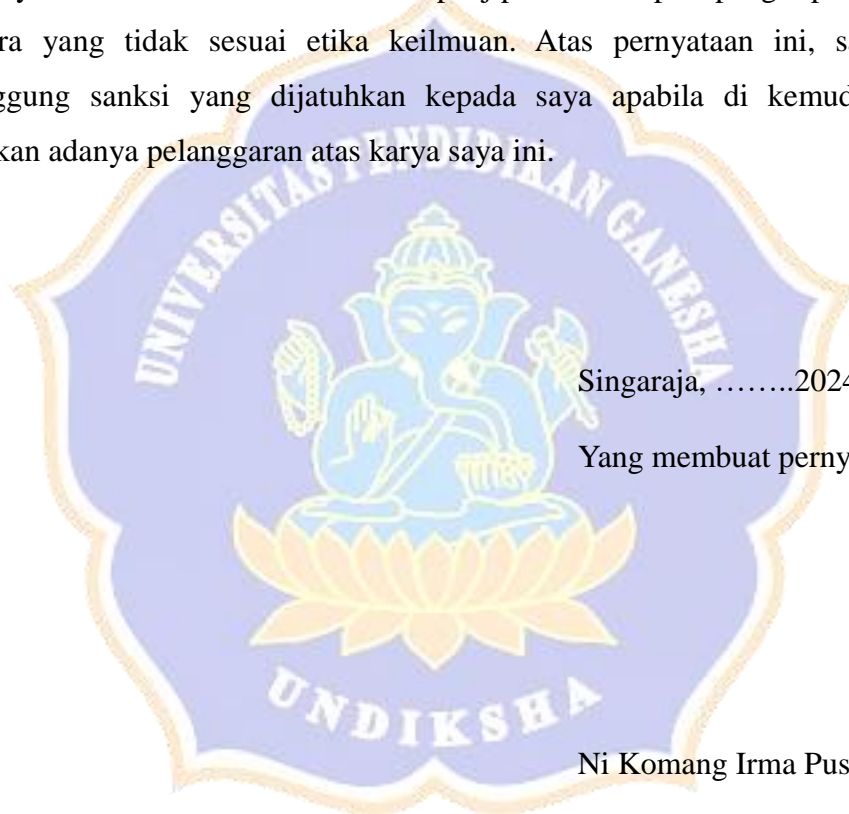 ra yang tidak sesuai etika keilmuan. Atas pernyataan ini, sa
ggung sanksi yang dijatuhkan kepada saya apabila di kemud
kan adanya pelanggaran atas karya saya ini.
UNIVERSITAS PENDIDIKAN GANESHA
Singaraja, ……..2024
Yang membuat perny
UNDIKSHA
Ni Komang Irma Pus